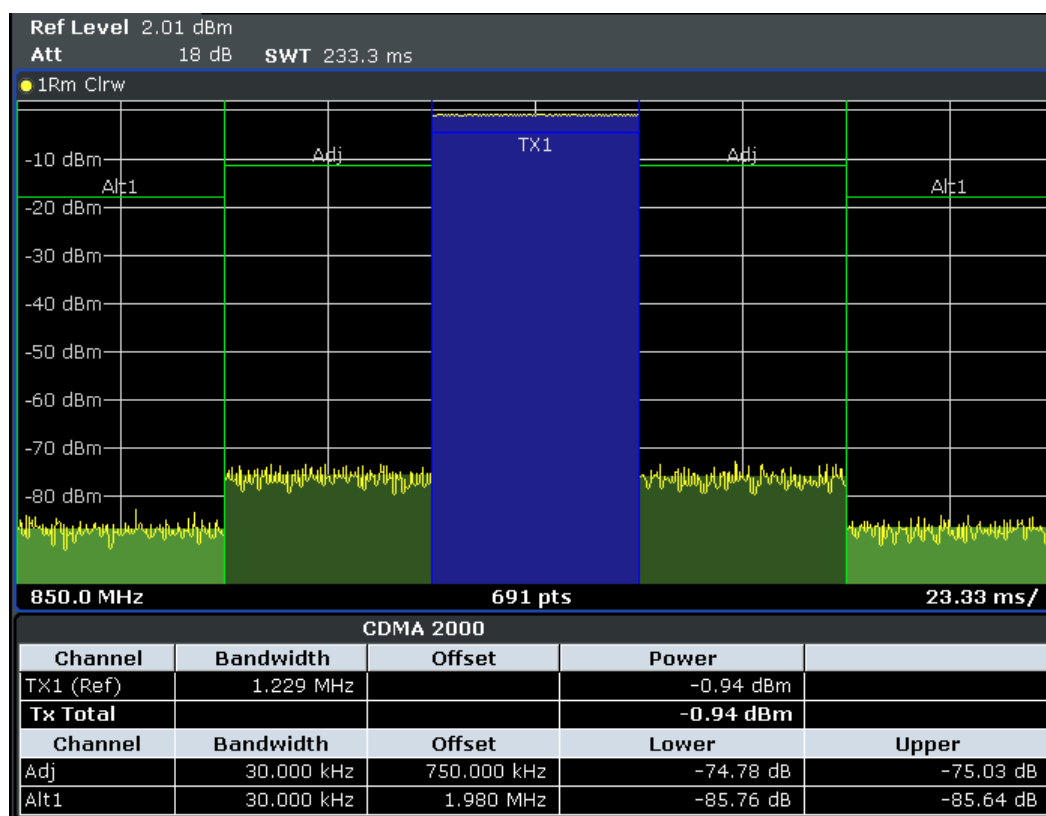 Ref Level 2.01 dBm
Att 18 dB SWT 233.3 ms
1Rm Clrw
TX1
-10 dBm Adj Adj
Alt1 Alt1
-20 dBm
-30 dBm
-40 dBm
-50 dBm
-60 dBm
-70 dBm
-80 dBm
850.0 MHz 691 pts 23.33 ms/
CDMA 2000
Channel Bandwidth Offset Power
TX1 (Ref) 1.229 MHz -0.94 dBm
Tx Total -0.94 dBm
Channel Bandwidth Offset Lower Upper
Adj 30.000 kHz 750.000 kHz -74.78 dB -75.03 dB
Alt1 30.000 kHz 1.980 MHz -85.76 dB -85.64 dB